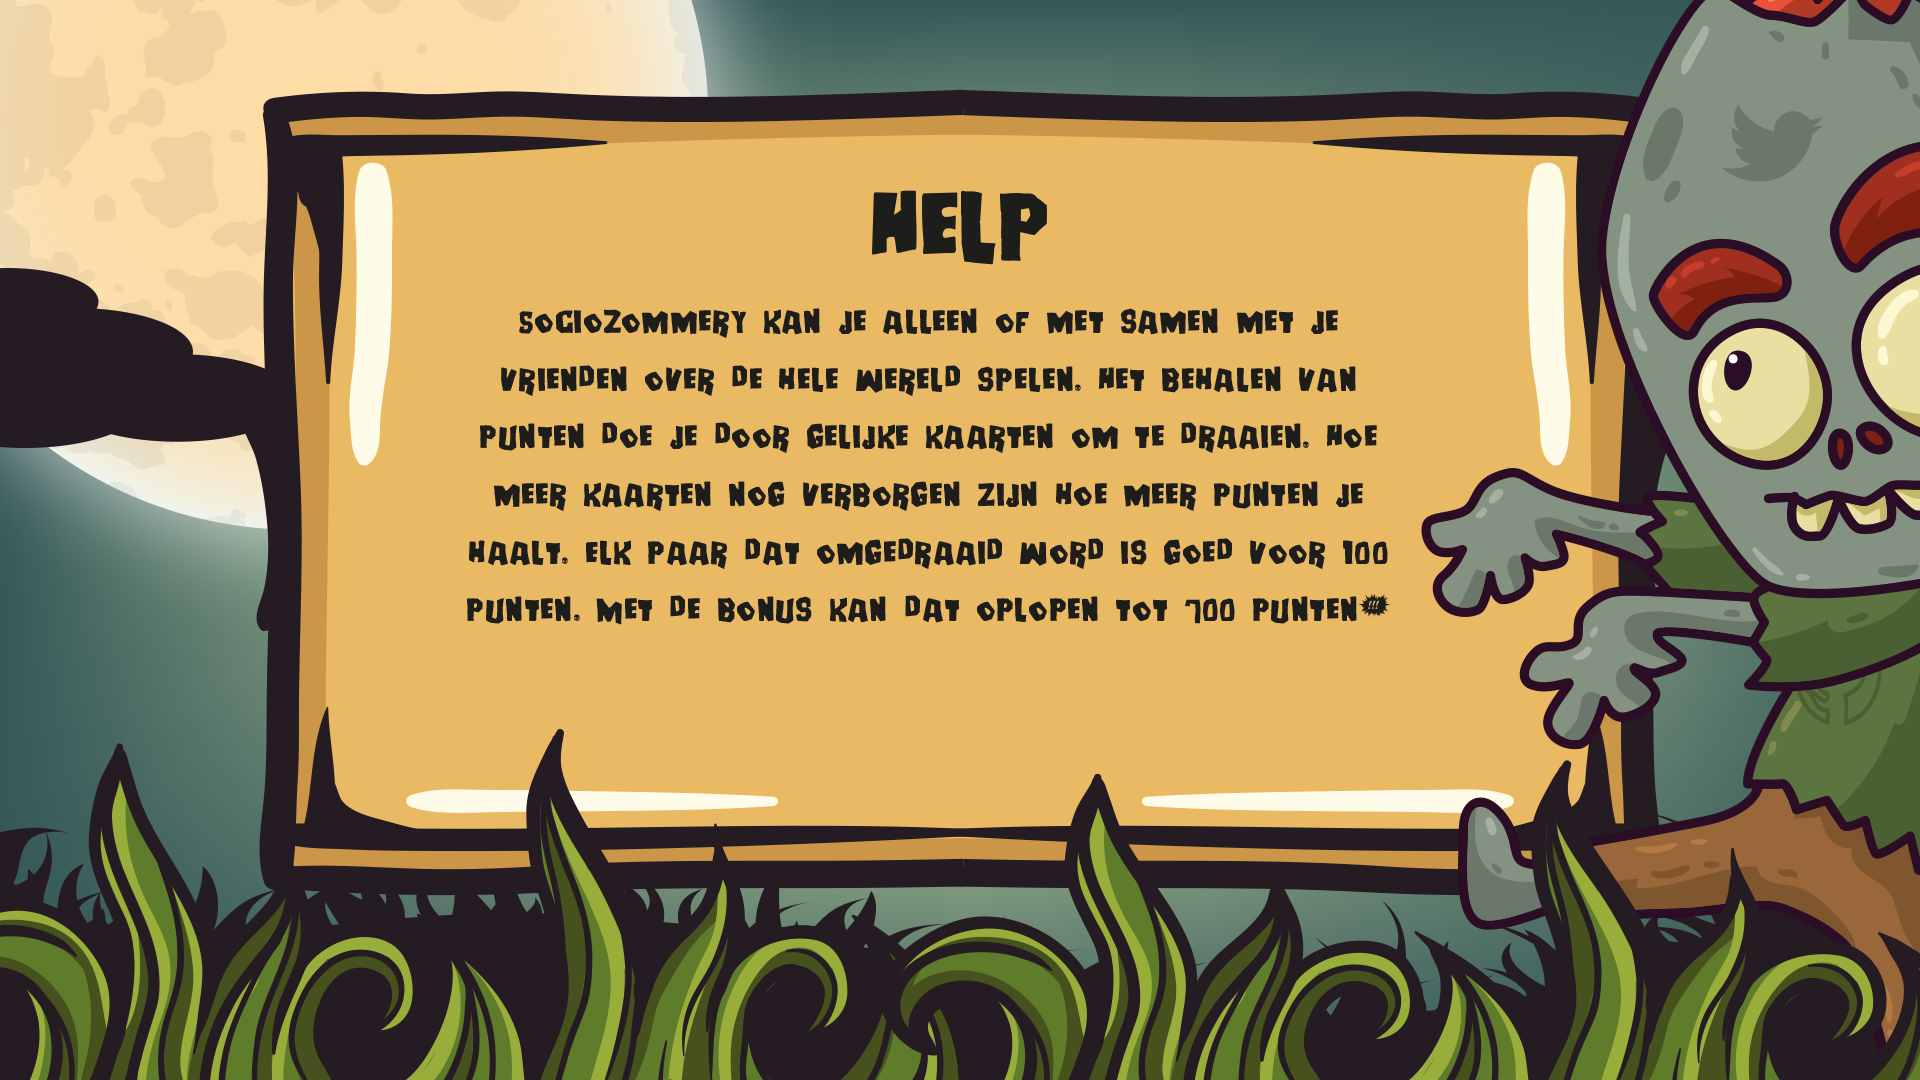 HELP
SOCIOZOMMERY KAN JE ALLEEN OF MET SAMEN MET JE
VRIENDEN OVER DE HELE WERELD SPELEN. HET BEHALEN VAN
PUNTEN DOE JE DOOR GELIJKE KAARTEN OM TE DRAAIEN. HOE
MEER KAARTEN NOG VERBORGEN ZIJN HOE MEER PUNTEN JE
HAALT. ELK PAAR DAT OMGEDRAAID WORD IS GOED VOOR 100
PUNTEN. MET DE BONUS KAN DAT OPLOPEN TOT 700 PUNTEN